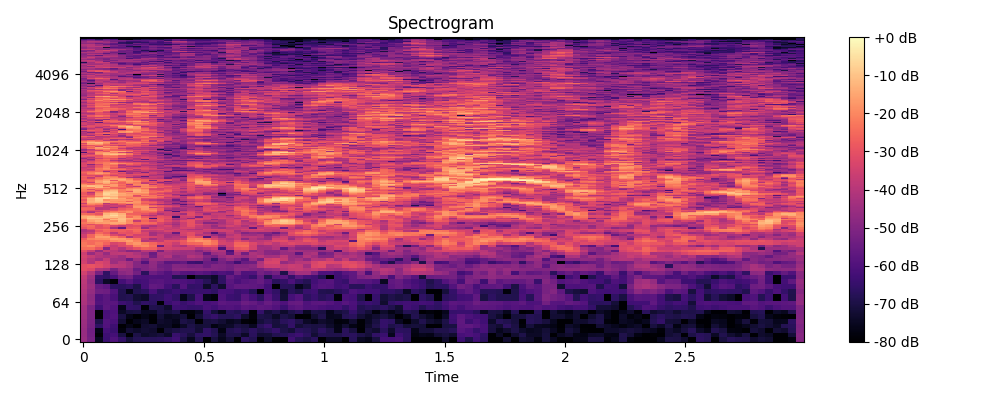 Spectrogram
Hz
4096
2048
1024
512
256
128
64
0
0
0.5
1
1.5
2
2.5
Time
+0 dB
-10 dB
-20 dB
-30 dB
-40 dB
-50 dB
-60 dB
-70 dB
-80 dB